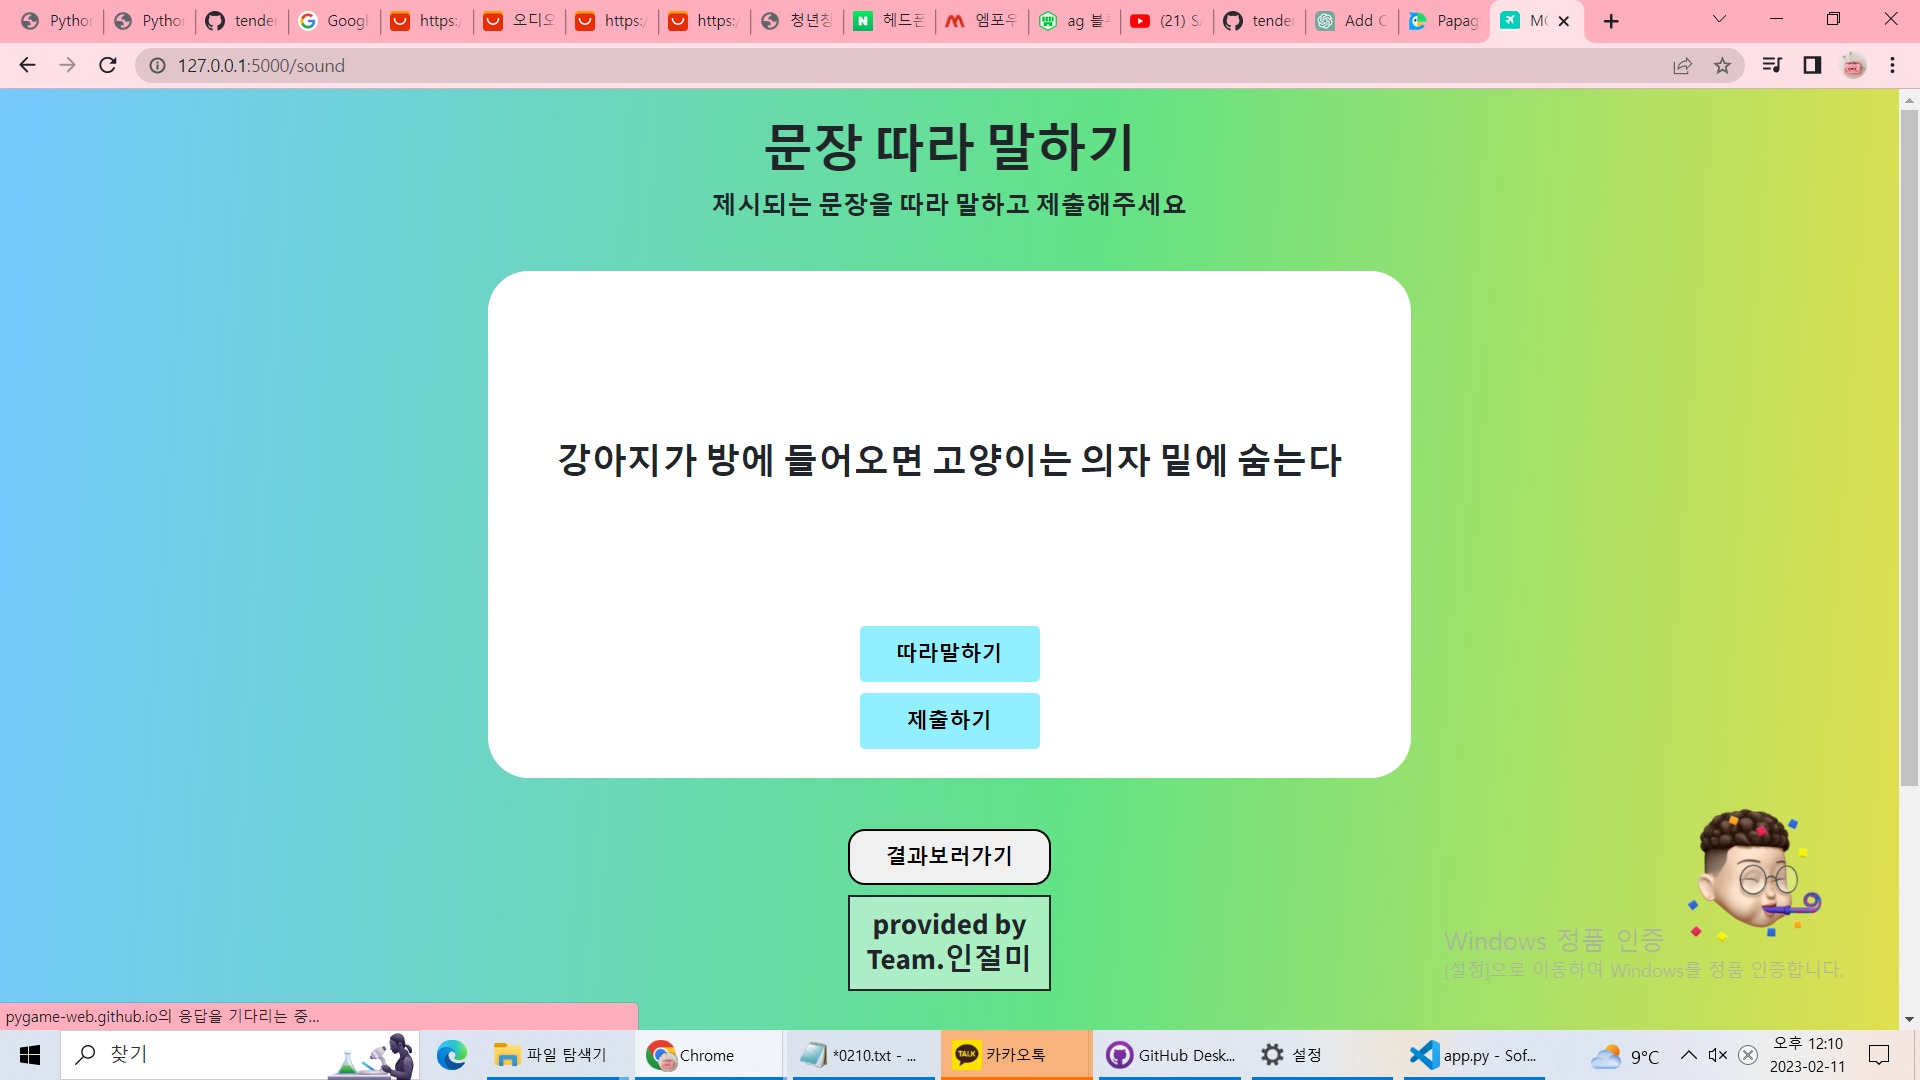 Python
Python
tender
Googl
https:/
오디오
https:/
https:/
청년창
헤드폰
엠포우
ag 블루
(21) SA
tender
Add C
Papag
MO
127.0.0.1:5000/sound
문장 따라 말하기
제시되는 문장을 따라 말하고 제출해주세요
강아지가 방에 들어오면 고양이는 의자 밑에 숨는다
따라말하기
제출하기
결과보러가기
provided by
Team.인절미
Windows 정품 인증
[설정]으로 이동하여 Windows를 정품 인증합니다.
pygame-web.github.io의 응답을 기다리는 중...
찾기
파일 탐색기
Chrome
*0210.txt - ...
TALK
카카오톡
GitHub Desk...
설정
app.py - Sof...
9°C
오후 12:10
2023-02-11